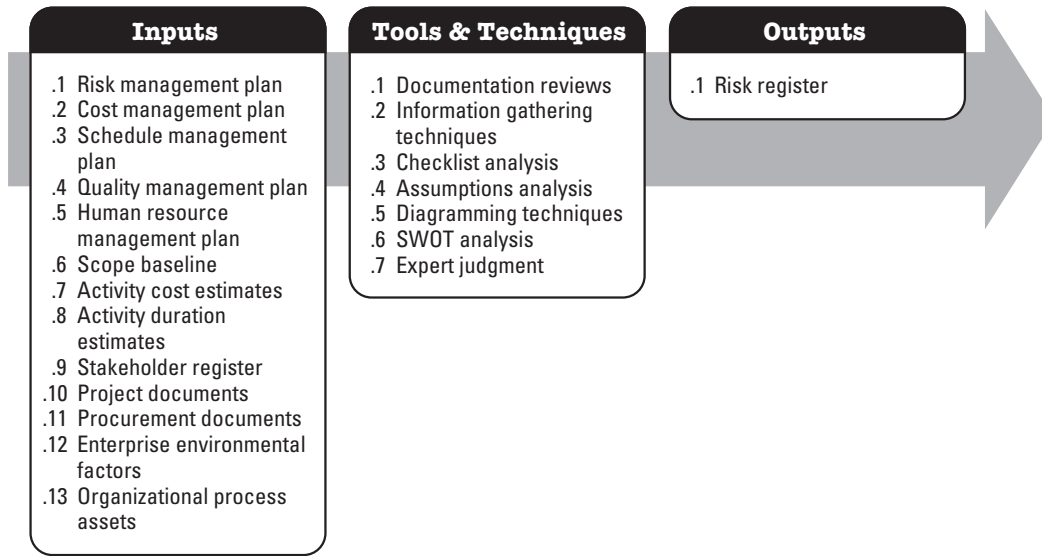 Inputs
.1 Risk management plan
.2 Cost management plan
.3 Schedule management
plan
.4 Quality management plan
.5 Human resource
management plan
.6 Scope baseline
.7 Activity cost estimates
.8 Activity duration
estimates
.9 Stakeholder register
.10 Project documents
.11 Procurement documents
.12 Enterprise environmental
factors
.13 Organizational process
assets
Tools & Techniques
.1 Documentation reviews
.2 Information gathering
techniques
.3 Checklist analysis
.4 Assumptions analysis
.5 Diagramming techniques
.6 SWOT analysis
.7 Expert judgment
Outputs
.1 Risk register